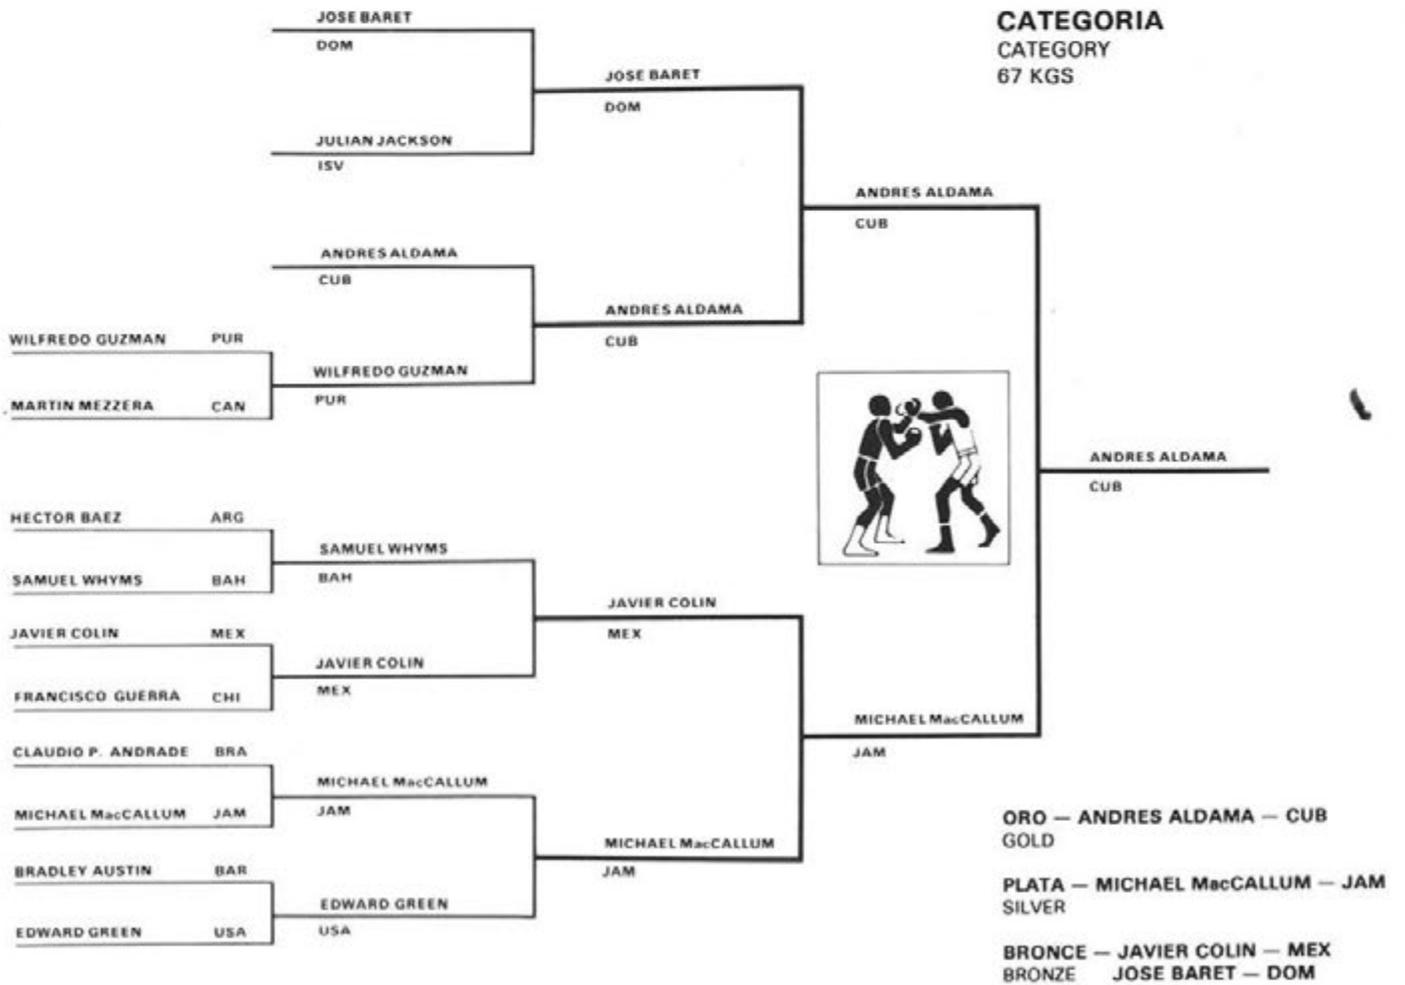 CATEGORIA
CATEGORY
67 KGS
JOSE BARET
DOM
JULIAN JACKSON
ISV
ANDRES ALDAMA
CUB
WILFREDO GUZMAN PUR
MARTIN MEZZERA CAN
WILFREDO GUZMAN
PUR
HECTOR BAEZ ARG
SAMUEL WHYMS BAH
SAMUEL WHYMS
BAH
JAVIER COLIN MEX
FRANCISCO GUERRA CHI
JAVIER COLIN
MEX
CLAUDIO P. ANDRADE BRA
MICHAEL MacCALLUM JAM
MICHAEL MacCALLUM
JAM
BRADLEY AUSTIN BAR
EDWARD GREEN USA
EDWARD GREEN
USA
JOSE BARET
DOM
ANDRES ALDAMA
CUB
JAVIER COLIN
MEX
MICHAEL MacCALLUM
JAM
ANDRES ALDAMA
CUB
MICHAEL MacCALLUM
JAM
ANDRES ALDAMA
CUB
ORO — ANDRES ALDAMA — CUB
GOLD
PLATA — MICHAEL MacCALLUM — JAM
SILVER
BRONCE — JAVIER COLIN — MEX
BRONZE JOSE BARET — DOM